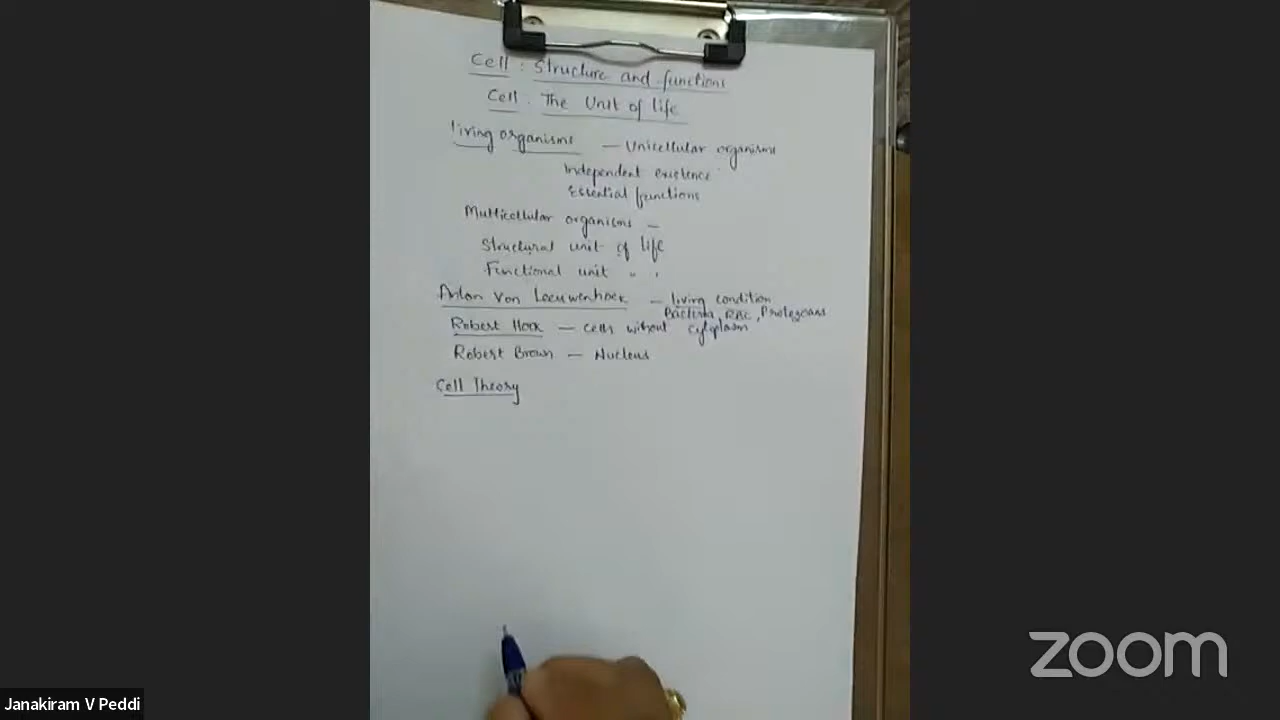 Cell : Structure and functions
Cell : The Unit of life
Living organisms — Unicellular organisms
Independent existence
Essential functions
Multicellular organisms —
Structural unit of life
Functional unit " "
Anton Von Leeuwenhoek — living condition
Bacteria, RBC, Protozoans
Robert Hook — cells without cytoplasm
Robert Brown — Nucleus
Cell Theory
zoom
Janakiram V Peddi